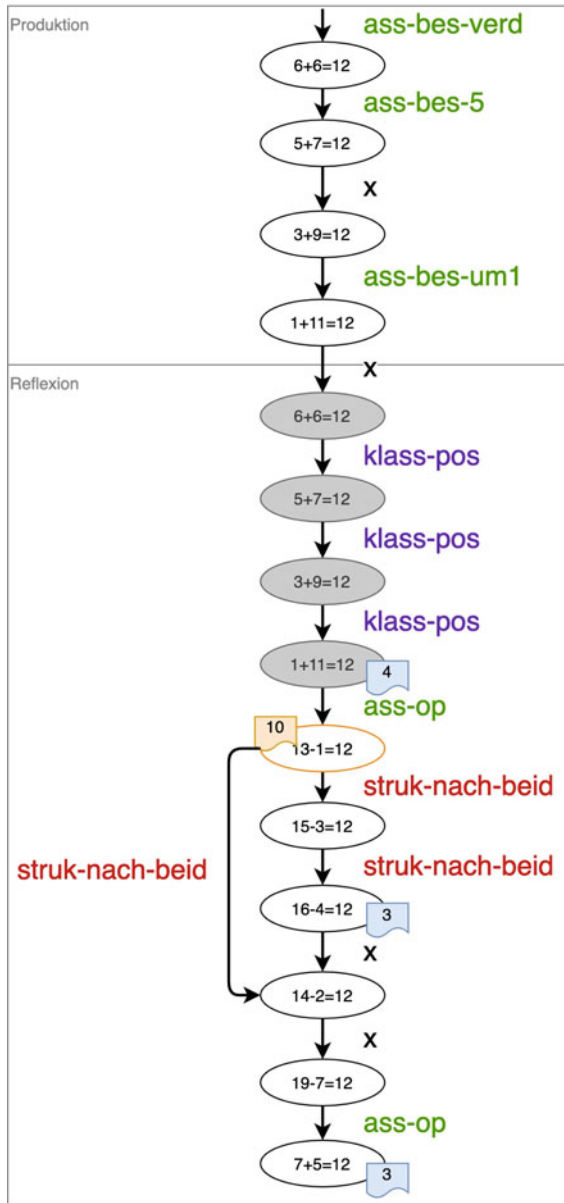 Produktion
ass-bes-verd
6+6=12
ass-bes-5
5+7=12
x
3+9=12
ass-bes-um1
1+11=12
x
Reflexion
6+6=12
klass-pos
5+7=12
klass-pos
3+9=12
klass-pos
1+11=12
4
ass-op
10
13-1=12
struk-nach-beid
15-3=12
struk-nach-beid
struk-nach-beid
16-4=12
3
x
14-2=12
x
19-7=12
ass-op
7+5=12
3